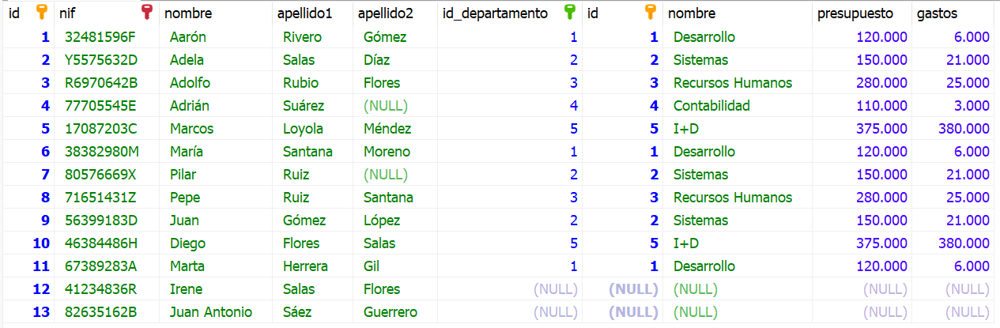 id nif nombre apellido1 apellido2 id_departamento id nombre presupuesto gastos
1 32481596F Aarón Rivero Gómez 1 1 Desarrollo 120.000 6.000
2 Y5575632D Adela Salas Díaz 2 2 Sistemas 150.000 21.000
3 R6970642B Adolfo Rubio Flores 3 3 Recursos Humanos 280.000 25.000
4 77705545E Adrián Suárez (NULL) 4 4 Contabilidad 110.000 3.000
5 17087203C Marcos Loyola Méndez 5 5 I+D 375.000 380.000
6 38382980M María Santana Moreno 1 1 Desarrollo 120.000 6.000
7 80576669X Pilar Ruiz (NULL) 2 2 Sistemas 150.000 21.000
8 71651431Z Pepe Ruiz Santana 3 3 Recursos Humanos 280.000 25.000
9 56399183D Juan Gómez López 2 2 Sistemas 150.000 21.000
10 46384486H Diego Flores Salas 5 5 I+D 375.000 380.000
11 67389283A Marta Herrera Gil 1 1 Desarrollo 120.000 6.000
12 41234836R Irene Salas Flores (NULL) (NULL) (NULL) (NULL) (NULL)
13 82635162B Juan Antonio Sáez Guerrero (NULL) (NULL) (NULL) (NULL) (NULL)